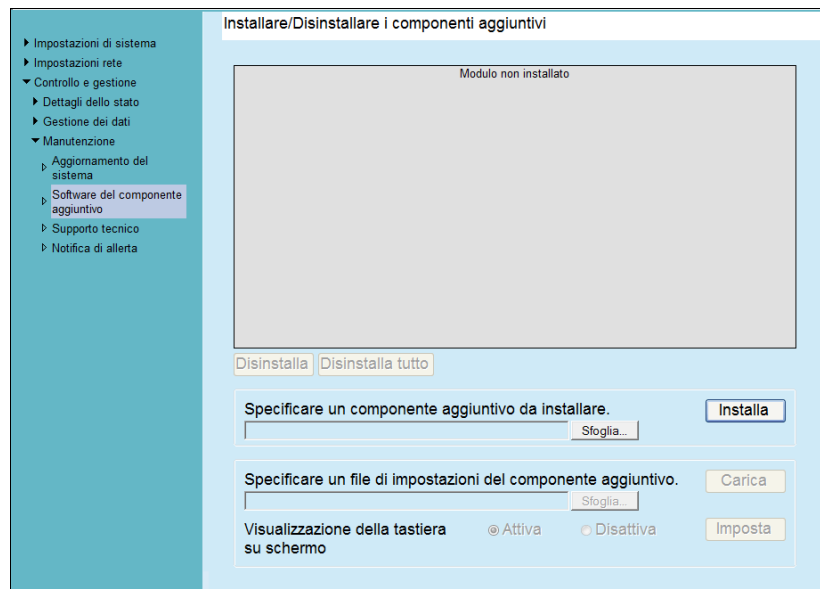 Installare/Disinstallare i componenti aggiuntivi
Impostazioni di sistema
Impostazioni rete
Controllo e gestione
Dettagli dello stato
Gestione dei dati
Manutenzione
Aggiornamento del
sistema
Software del componente
aggiuntivo
Supporto tecnico
Notifica di allerta
Modulo non installato
Disinstalla Disinstalla tutto
Specificare un componente aggiuntivo da installare. Installa
Sfoglia...
Specificare un file di impostazioni del componente aggiuntivo. Carica
Sfoglia...
Visualizzazione della tastiera Attiva Disattiva Imposta
su schermo